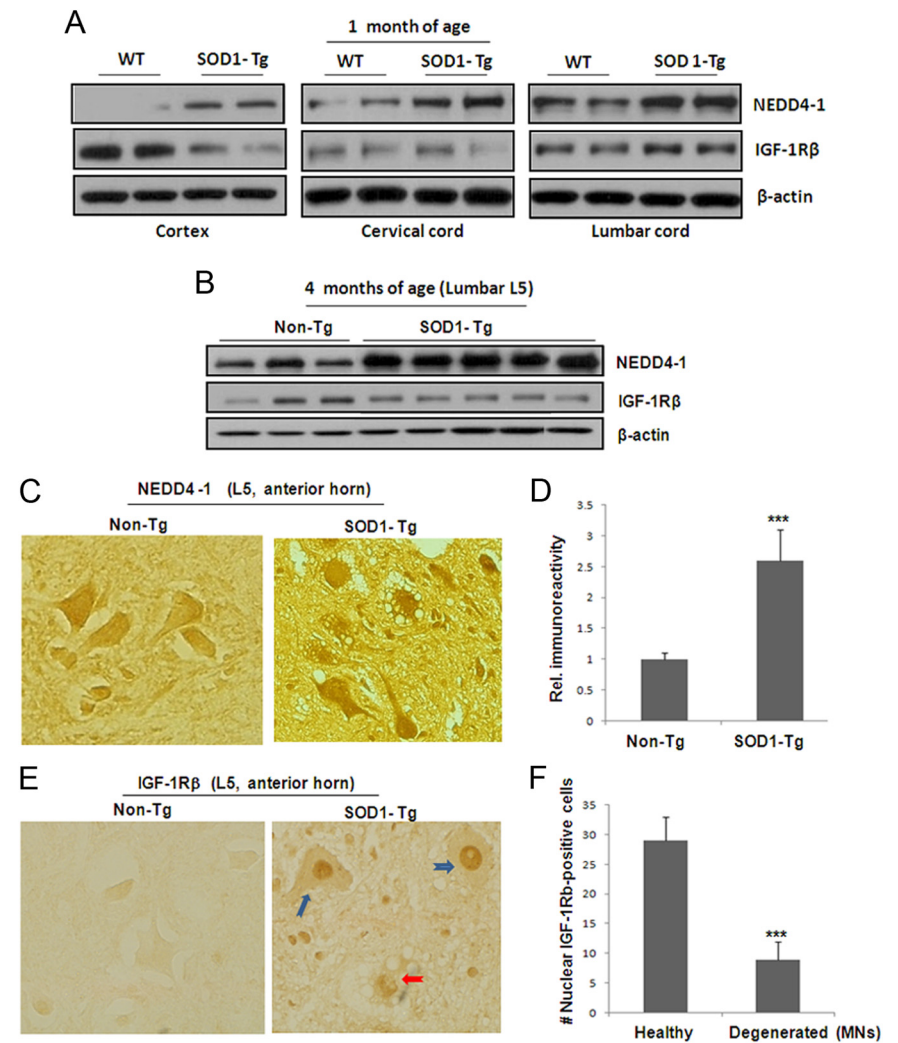 A
1 month of age
WT SOD1- Tg WT SOD1- Tg WT SOD 1-Tg
NEDD4-1
IGF-1Rβ
β-actin
Cortex Cervical cord Lumbar cord
B
4 months of age (Lumbar L5)
Non-Tg SOD1- Tg
NEDD4-1
IGF-1Rβ
β-actin
C
NEDD4 -1 (L5, anterior horn)
Non-Tg SOD1- Tg
D
Rel. immunoreactivity
3.5
3
2.5
2
1.5
1
0.5
0
***
Non-Tg SOD1-Tg
E
IGF-1Rβ (L5, anterior horn)
Non-Tg SOD1- Tg
F
# Nuclear IGF-1Rb-positive cells
35
30
25
20
15
10
5
0
***
Healthy Degenerated (MNs)